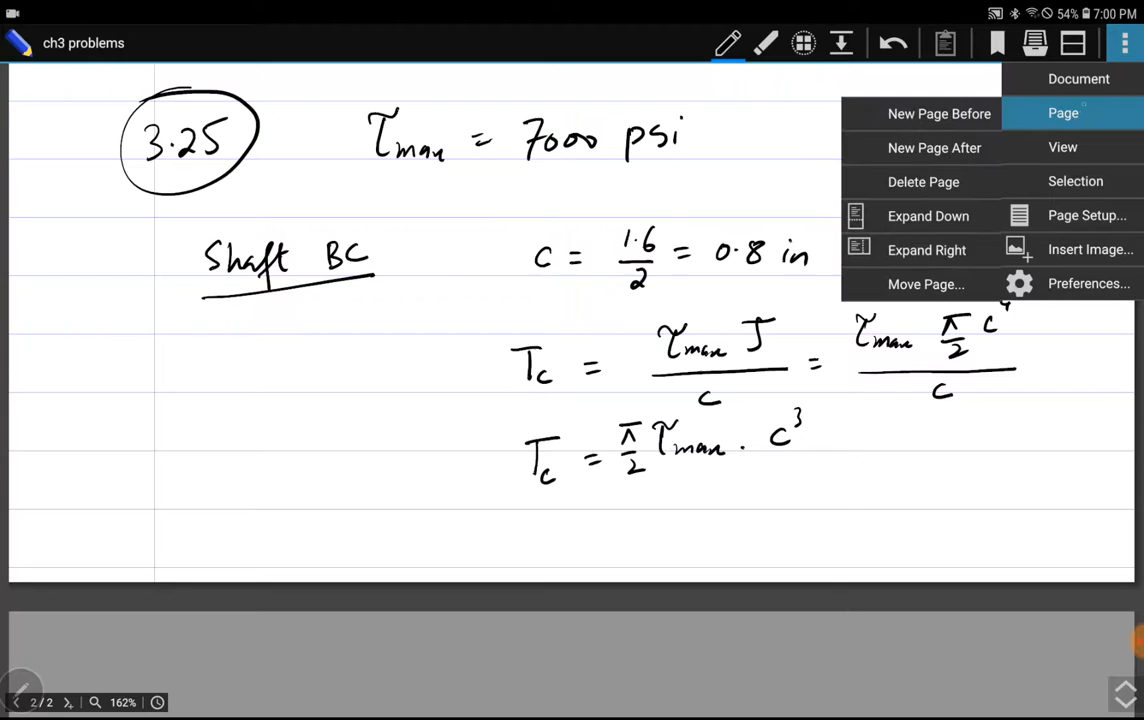 54% 7:00 PM
ch3 problems
Document
Page
View
Selection
Page Setup...
Insert Image...
Preferences...
New Page Before
New Page After
Delete Page
Expand Down
Expand Right
Move Page...
3.25 τmax = 7000 psi
Shaft BC c = 1.6/2 = 0.8 in
Tc = τmax J / c = τmax π/2 c⁴ / c
Tc = π/2 τmax · c³
2/2 162%